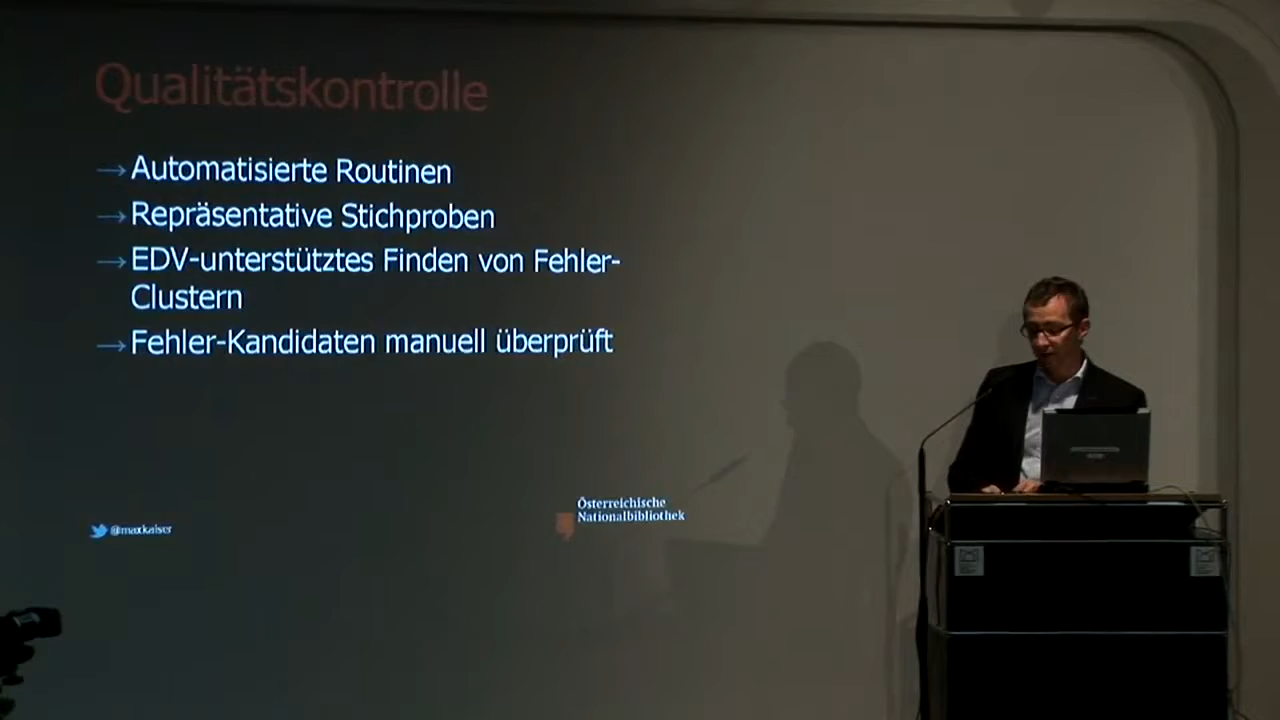 Qualitätskontrolle
→Automatisierte Routinen
→Repräsentative Stichproben
→EDV-unterstütztes Finden von Fehler-
Clustern
→Fehler-Kandidaten manuell überprüft
Österreichische
Nationalbibliothek
@maxkaiser